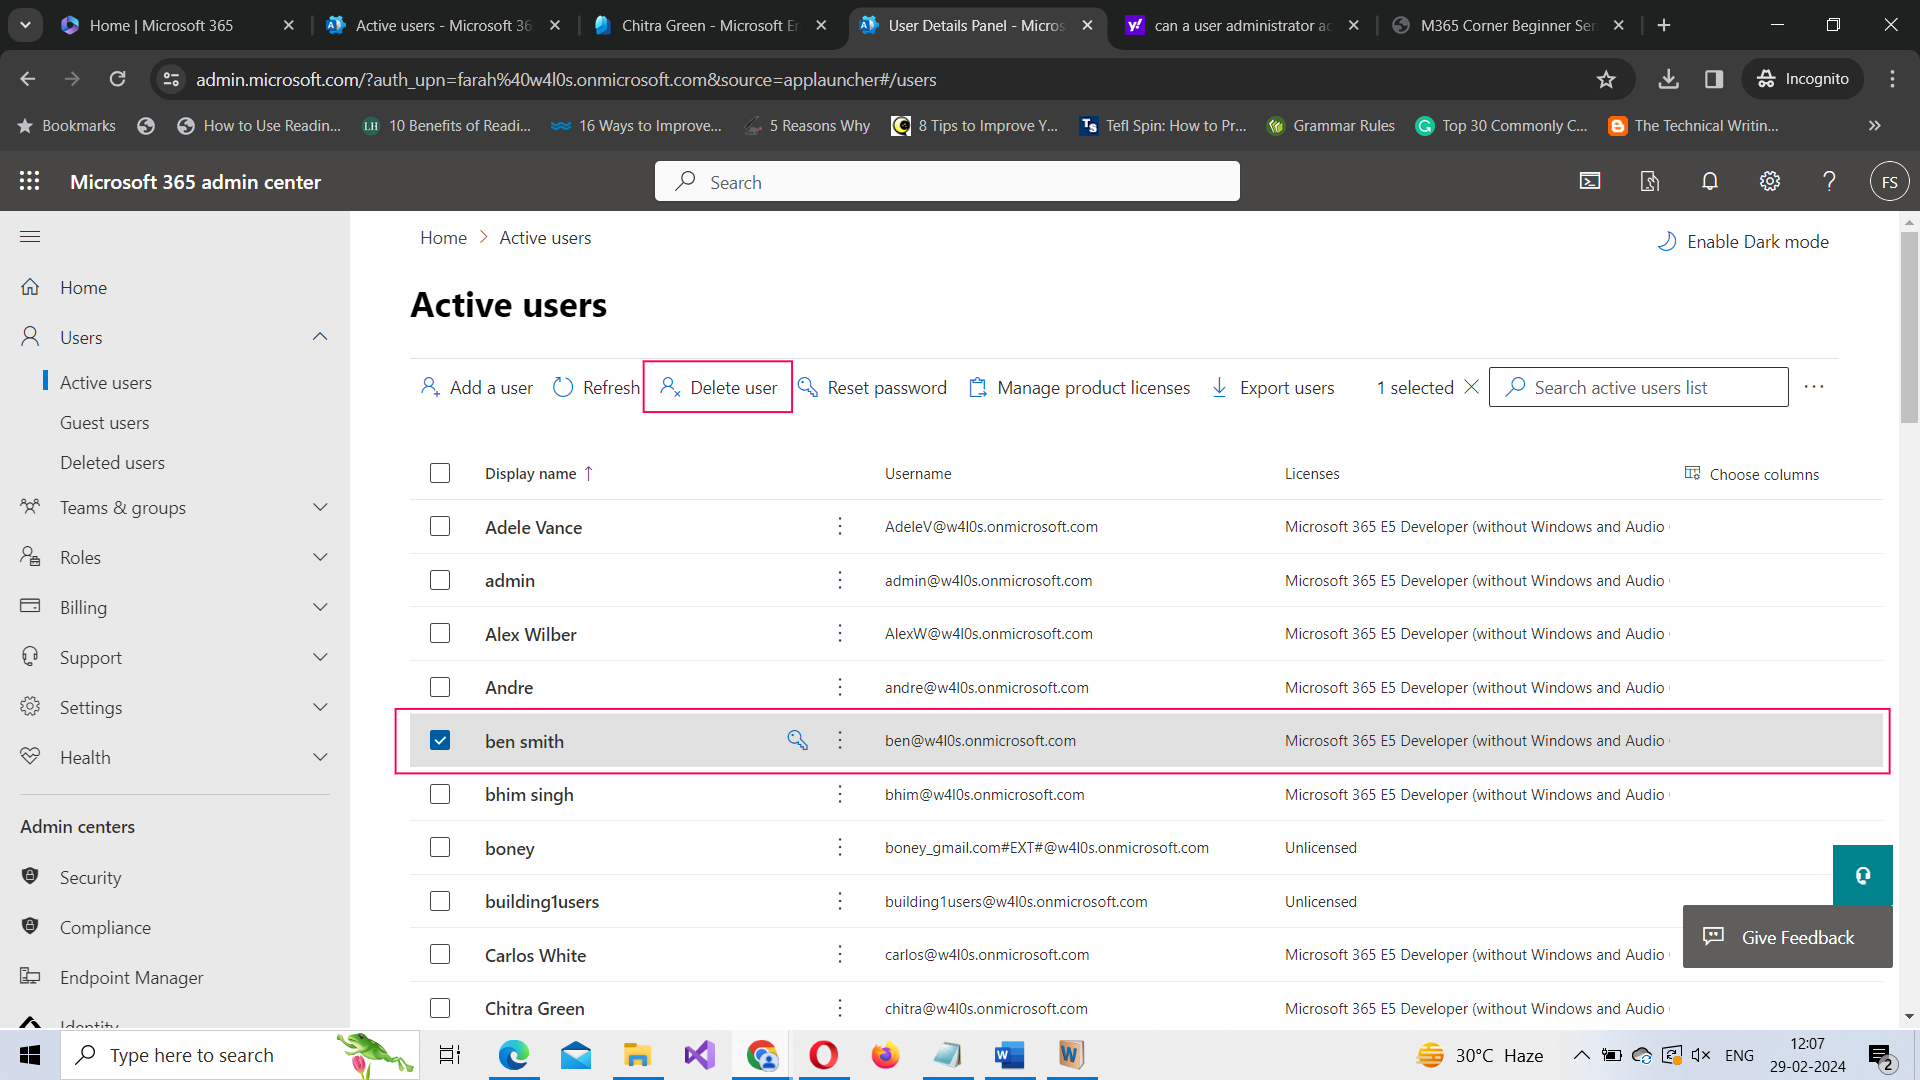 Home | Microsoft 365
Active users - Microsoft 36
Chitra Green - Microsoft En
User Details Panel - Micros
can a user administrator ac
M365 Corner Beginner Ser
admin.microsoft.com/?auth_upn=farah%40w4l0s.onmicrosoft.com&source=applauncher#/users
Incognito
Bookmarks
How to Use Readin...
LH
10 Benefits of Readi...
16 Ways to Improve...
5 Reasons Why
8 Tips to Improve Y...
Ts
Tefl Spin: How to Pr...
Grammar Rules
Top 30 Commonly C...
The Technical Writin...
Microsoft 365 admin center
Search
FS
Home
Users
Active users
Guest users
Deleted users
Teams & groups
Roles
Billing
Support
Settings
Health
Admin centers
Security
Compliance
Endpoint Manager
Identity
Home > Active users
Enable Dark mode
Active users
Add a user
Refresh
Delete user
Reset password
Manage product licenses
Export users
1 selected
Search active users list
Display name ↑
Username
Licenses
Choose columns
Adele Vance
AdeleV@w4l0s.onmicrosoft.com
Microsoft 365 E5 Developer (without Windows and Audio
admin
admin@w4l0s.onmicrosoft.com
Microsoft 365 E5 Developer (without Windows and Audio
Alex Wilber
AlexW@w4l0s.onmicrosoft.com
Microsoft 365 E5 Developer (without Windows and Audio
Andre
andre@w4l0s.onmicrosoft.com
Microsoft 365 E5 Developer (without Windows and Audio
ben smith
ben@w4l0s.onmicrosoft.com
Microsoft 365 E5 Developer (without Windows and Audio
bhim singh
bhim@w4l0s.onmicrosoft.com
Microsoft 365 E5 Developer (without Windows and Audio
boney
boney_gmail.com#EXT#@w4l0s.onmicrosoft.com
Unlicensed
building1users
building1users@w4l0s.onmicrosoft.com
Unlicensed
Carlos White
carlos@w4l0s.onmicrosoft.com
Microsoft 365 E5 Developer (without Windows and Audio
Chitra Green
chitra@w4l0s.onmicrosoft.com
Microsoft 365 E5 Developer (without Windows and Audio
Give Feedback
Type here to search
30°C Haze
ENG
12:07
29-02-2024
2